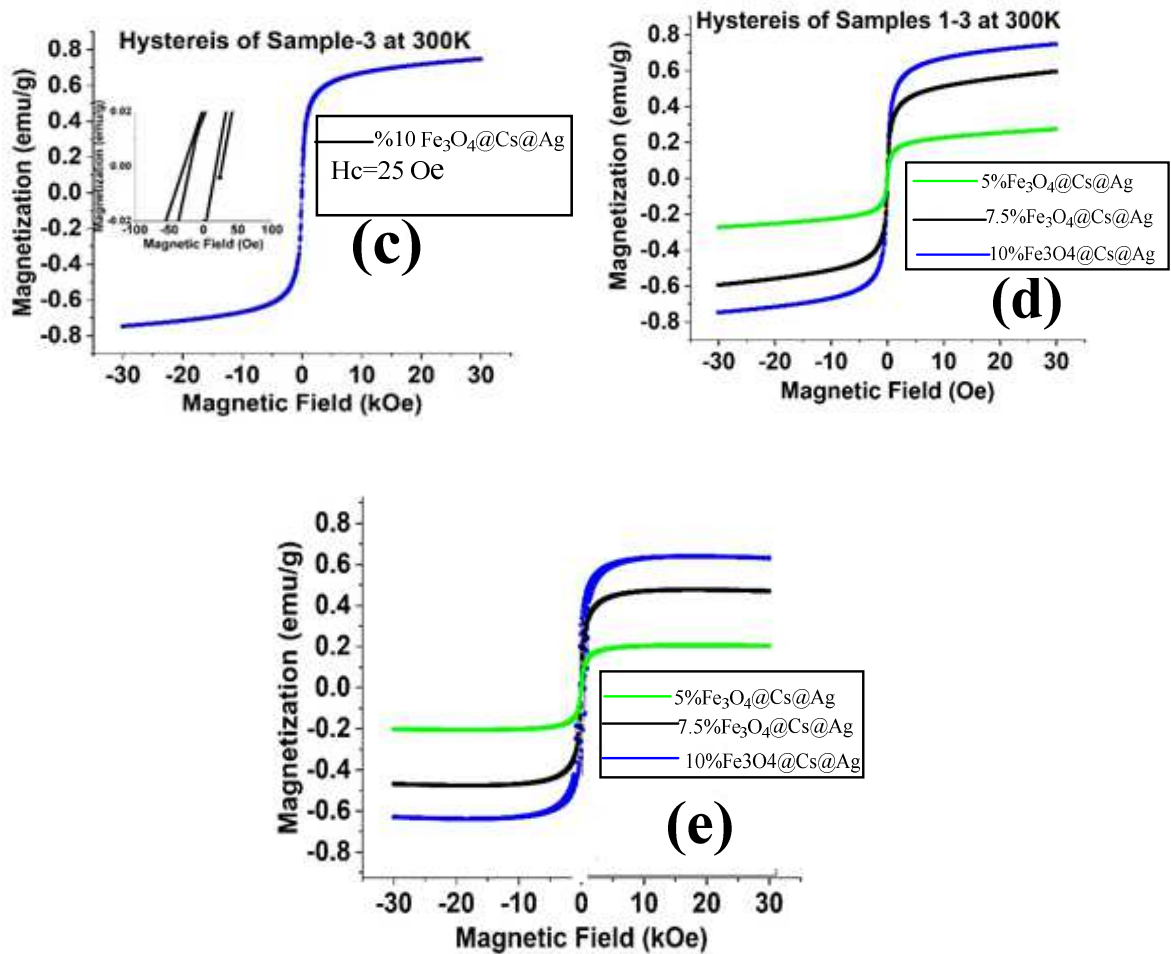 Hystereis of Sample-3 at 300K
Magnetization (emu/g)
0.8
0.6
0.4
0.2
0.0
-0.2
-0.4
-0.6
-0.8
-30 -20 -10 0 10 20 30
Magnetic Field (kOe)
Magnetization (emu/g)
0.02
0.00
-0.02
-100 -50 0 50 100
Magnetic Field (Oe)
%10 Fe₃O₄@Cs@Ag
Hc=25 Oe
(c)
Hystereis of Samples 1-3 at 300K
Magnetization (emu/g)
0.8
0.6
0.4
0.2
0.0
-0.2
-0.4
-0.6
-0.8
-30 -20 -10 0 10 20 30
Magnetic Field (Oe)
5%Fe₃O₄@Cs@Ag
7.5%Fe₃O₄@Cs@Ag
10%Fe3O4@Cs@Ag
(d)
Magnetization (emu/g)
0.8
0.6
0.4
0.2
0.0
-0.2
-0.4
-0.6
-0.8
-30 -20 -10 0 10 20 30
Magnetic Field (kOe)
5%Fe₃O₄@Cs@Ag
7.5%Fe₃O₄@Cs@Ag
10%Fe3O4@Cs@Ag
(e)